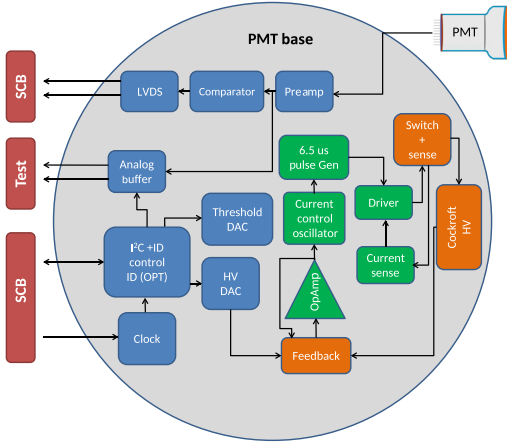 PMT
PMT base
SCB
LVDS
Comparator
Preamp
Switch
+
sense
6.5 us
pulse Gen
Test
Analog
buffer
Threshold
DAC
Current
control
oscillator
Driver
Cockroft
HV
SCB
I²C +ID
control
ID (OPT)
HV
DAC
OpAmp
Current
sense
Clock
Feedback